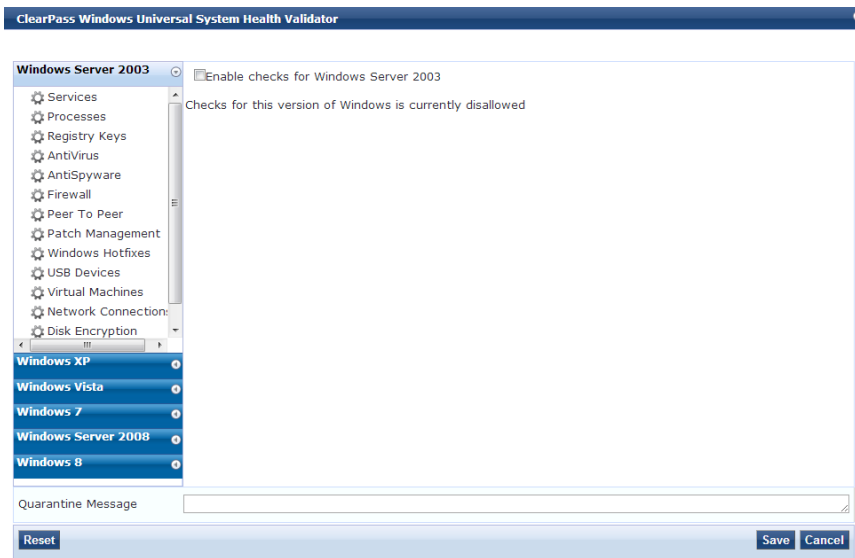 ClearPass Windows Universal System Health Validator
Windows Server 2003
Enable checks for Windows Server 2003
Checks for this version of Windows is currently disallowed
Services
Processes
Registry Keys
AntiVirus
AntiSpyware
Firewall
Peer To Peer
Patch Management
Windows Hotfixes
USB Devices
Virtual Machines
Network Connection
Disk Encryption
Windows XP
Windows Vista
Windows 7
Windows Server 2008
Windows 8
Quarantine Message
Reset
Save Cancel